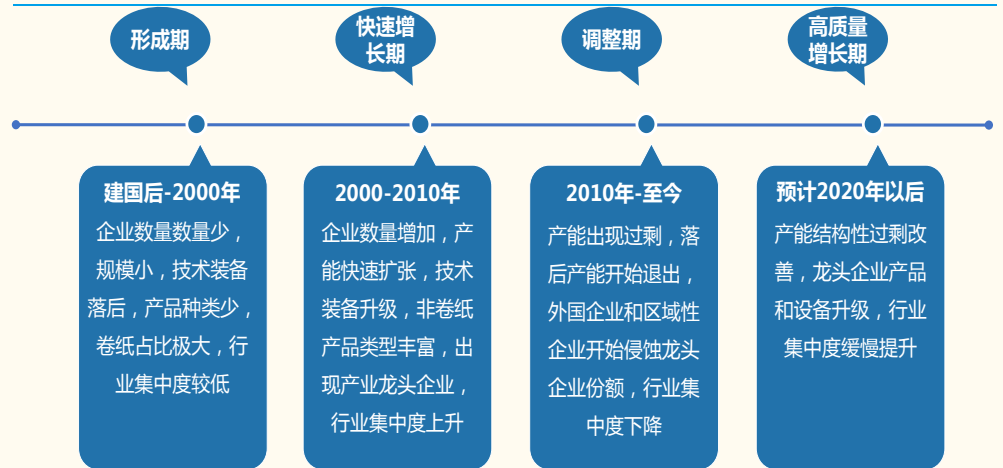 形成期
快速增
长期
调整期
高质量
增长期
建国后-2000年
企业数量数量少，
规模小，技术装备
落后，产品种类少，
卷纸占比极大，行
业集中度较低
2000-2010年
企业数量增加，产
能快速扩张，技术
装备升级，非卷纸
产品类型丰富，出
现产业龙头企业，
行业集中度上升
2010年-至今
产能出现过剩，落
后产能开始退出，
外国企业和区域性
企业开始侵蚀龙头
企业份额，行业集
中度下降
预计2020年以后
产能结构性过剩改
善，龙头企业产品
和设备升级，行业
集中度缓慢提升